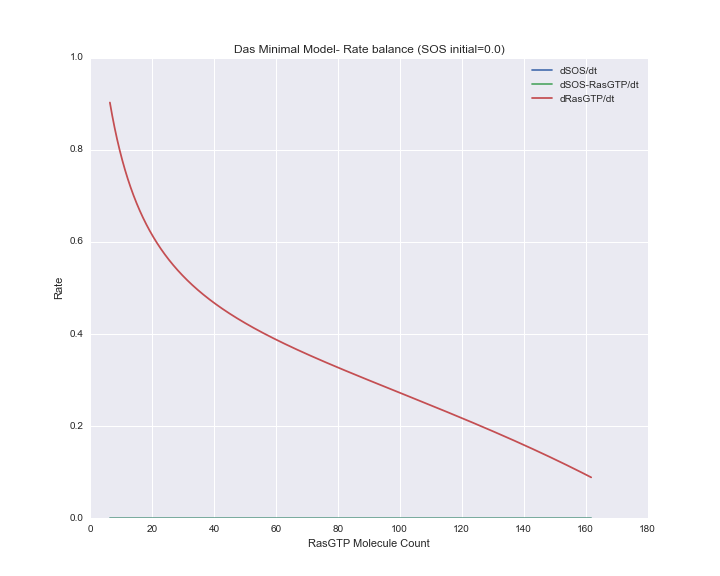 Das Minimal Model- Rate balance (SOS initial=0.0)
1.0
0.8
0.6
0.4
0.2
0.0
Rate
dSOS/dt
dSOS-RasGTP/dt
dRasGTP/dt
0 20 40 60 80 100 120 140 160 180
RasGTP Molecule Count